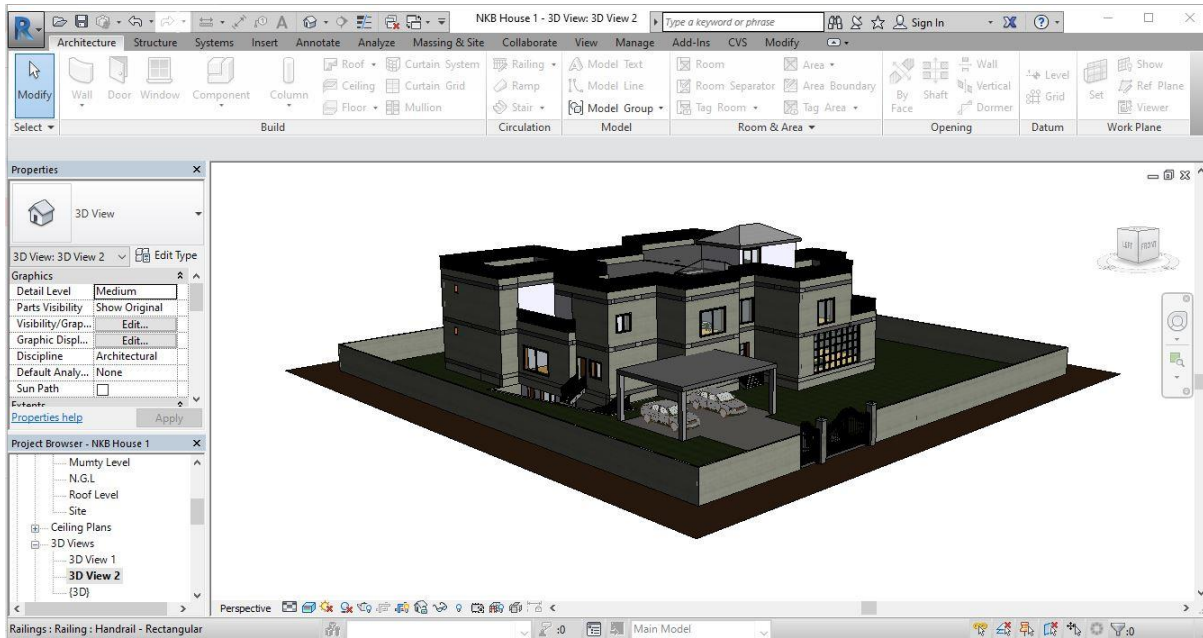 NKB House 1 - 3D View: 3D View 2
Type a keyword or phrase
Sign In
Architecture Structure Systems Insert Annotate Analyze Massing & Site Collaborate View Manage Add-Ins CVS Modify
Modify
Wall Door Window Component Column
Roof Curtain System
Ceiling Curtain Grid
Floor Mullion
Railing
Ramp
Stair
Model Text
Model Line
Model Group
Room Area
Room Separator Area Boundary
Tag Room Tag Area
By Face
Shaft
Wall
Vertical
Dormer
Level
Grid
Set
Show
Ref Plane
Viewer
Select Build Circulation Model Room & Area Opening Datum Work Plane
Properties
3D View
3D View: 3D View 2 Edit Type
Graphics
Detail Level Medium
Parts Visibility Show Original
Visibility/Grap... Edit...
Graphic Displ... Edit...
Discipline Architectural
Default Analy... None
Sun Path
Extents
Properties help Apply
Project Browser - NKB House 1
Mumty Level
N.G.L
Roof Level
Site
Ceiling Plans
3D Views
3D View 1
3D View 2
{3D}
LEFT FRONT
Perspective
Railings : Railing : Handrail - Rectangular
:0
Main Model
:0